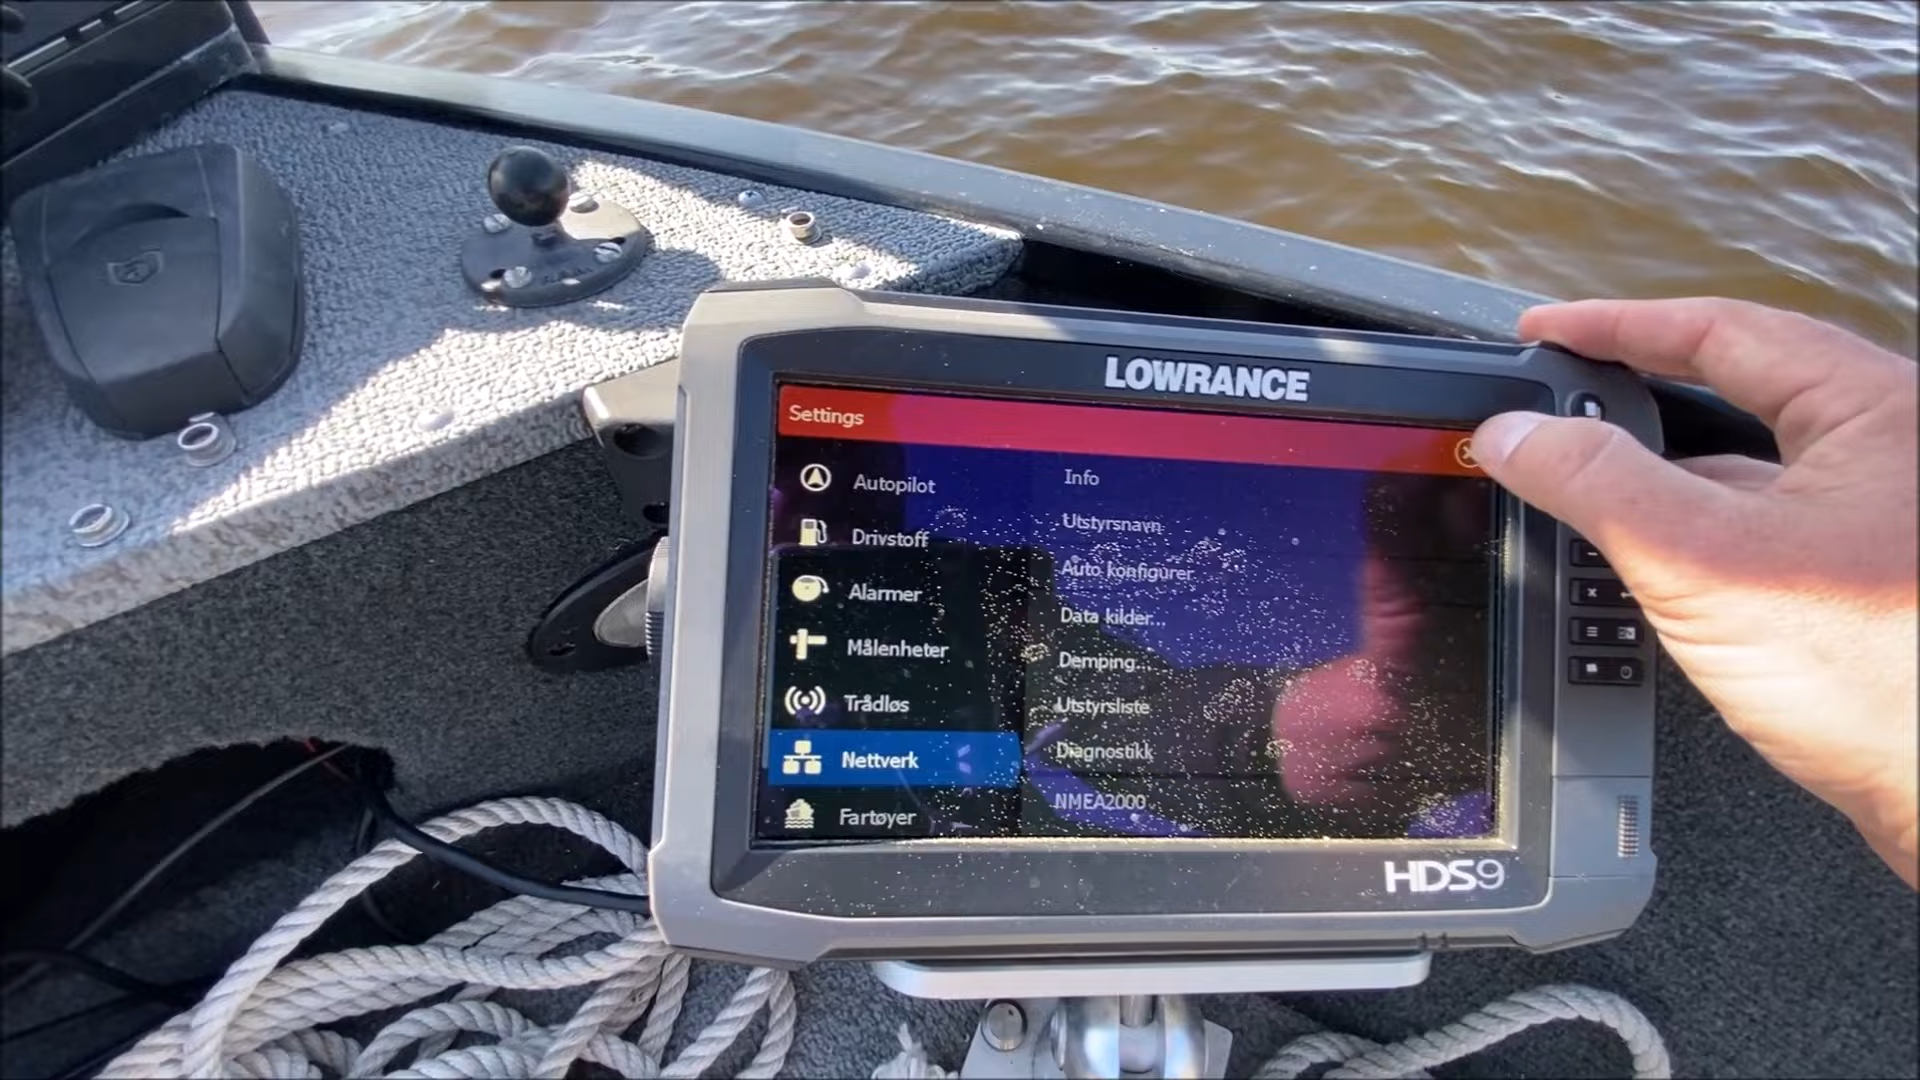 LOWRANCE
Settings
Autopilot
Drivstoff
Alarmer
Målenheter
Trådløs
Nettverk
Fartøyer
Info
Utstyrsnavn
Auto konfigurer
Data kilder...
Demping...
Utstyrsliste
Diagnostikk
NMEA2000
HDS9